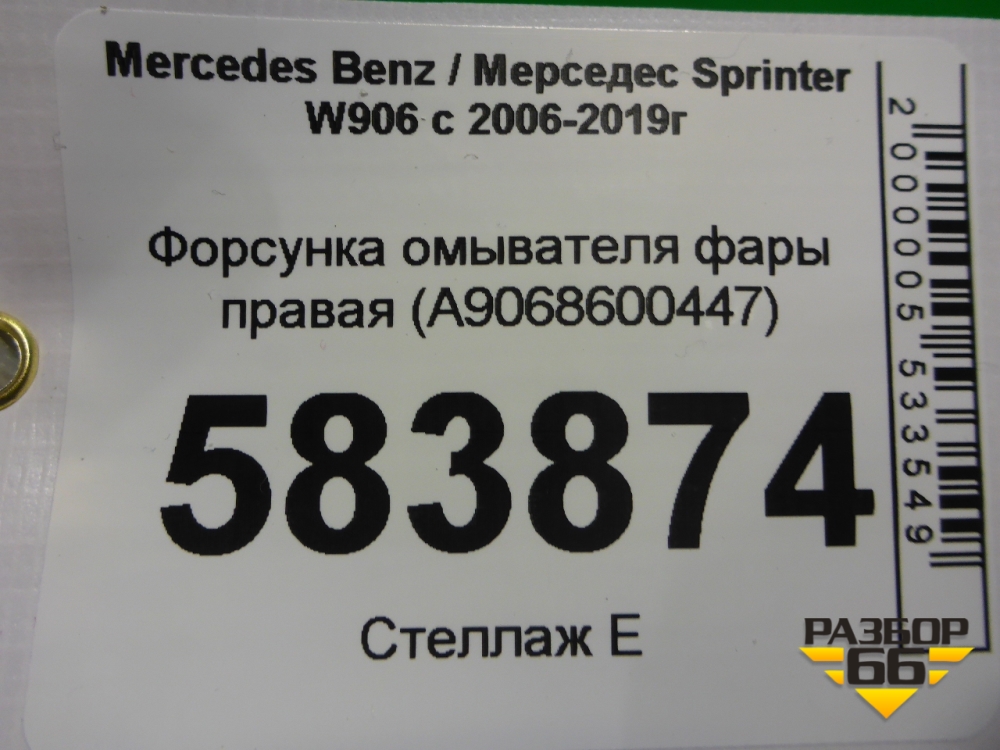 Mercedes Benz / Мерседес Sprinter
W906 с 2006-2019г
Форсунка омывателя фары
правая (A9068600447)
583874
Стеллаж Е
2000005533549
РАЗБОР
66